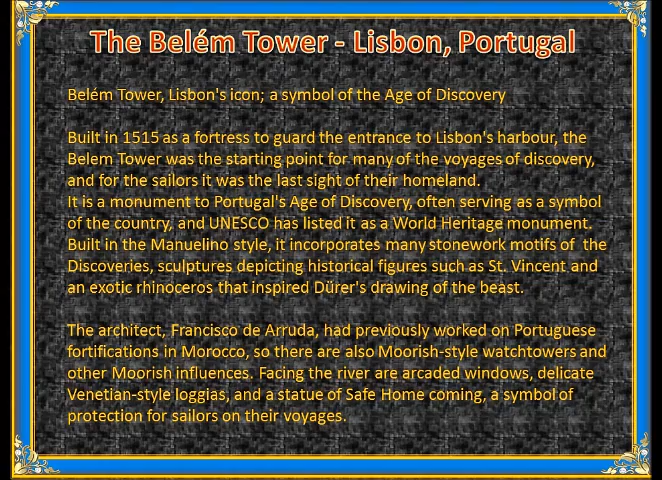 The Belém Tower - Lisbon, Portugal
Belém Tower, Lisbon's icon; a symbol of the Age of Discovery
Built in 1515 as a fortress to guard the entrance to Lisbon's harbour, the
Belem Tower was the starting point for many of the voyages of discovery,
and for the sailors it was the last sight of their homeland.
It is a monument to Portugal's Age of Discovery, often serving as a symbol
of the country, and UNESCO has listed it as a World Heritage monument.
Built in the Manuelino style, it incorporates many stonework motifs of  the
Discoveries, sculptures depicting historical figures such as St. Vincent and
an exotic rhinoceros that inspired Dürer's drawing of the beast.
The architect, Francisco de Arruda, had previously worked on Portuguese
fortifications in Morocco, so there are also Moorish-style watchtowers and
other Moorish influences. Facing the river are arcaded windows, delicate
Venetian-style loggias, and a statue of Safe Home coming, a symbol of
protection for sailors on their voyages.